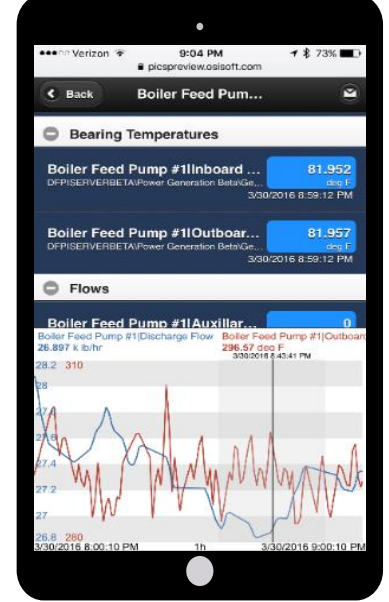 Verizon 9:04 PM 73%
picspreview.osisoft.com
Back Boiler Feed Pum...
Bearing Temperatures
Boiler Feed Pump #1|Inboard ... 81.952
DFPISERVERBETA\Power Generation Beta\Ge... deg F
3/30/2016 8:59:12 PM
Boiler Feed Pump #1|Outboar... 81.957
DFPISERVERBETA\Power Generation Beta\Ge... deg F
3/30/2016 8:59:12 PM
Flows
Boiler Feed Pump #1|Auxillar... 0
Boiler Feed Pump #1|Discharge Flow Boiler Feed Pump #1|Outboard
26.897 k lb/hr 296.57 deg F
3/30/2016 8:43:41 PM
28.2 310
28
27.8
27.6
27.4
27.2
27
26.8 280
3/30/2016 8:00:10 PM 1h 3/30/2016 9:00:10 PM